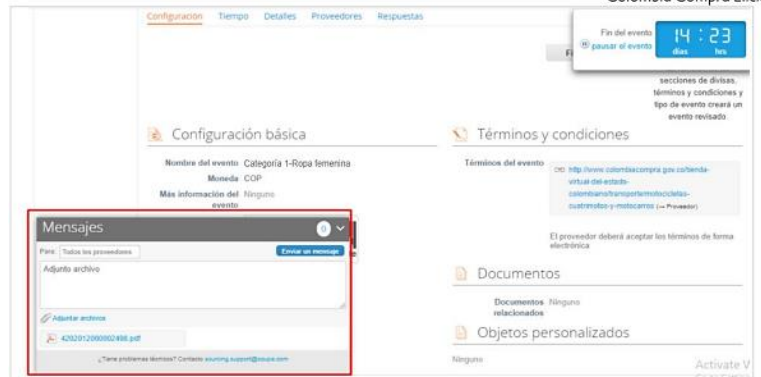 Colombia Compra Efici
Configuración Tiempo Detalles Proveedores Respuestas
Fin del evento
pausar el evento
14 : 23
días hrs
Fi
secciones de divisas,
términos y condiciones y
tipo de evento creará un
evento revisado.
Configuración básica
Nombre del evento Categoría 1-Ropa femenina
Moneda COP
Más información del Ninguno
evento
Mensajes 0
Para: Todos los proveedores Enviar un mensaje
Adjunto archivo
Adjuntar archivos
4202012000002498.pdf
¿Tiene problemas técnicos? Contacto sourcing.support@coupa.com
Términos y condiciones
Términos del evento http://www.colombiacompra.gov.co/tienda-
virtual-del-estado-
colombiano/transporte/motocicletas-
cuatrimotos-y-motocarros (→ Proveedor)
El proveedor deberá aceptar los términos de forma
electrónica
Documentos
Documentos Ninguno
relacionados
Objetos personalizados
Ninguno
Activate V